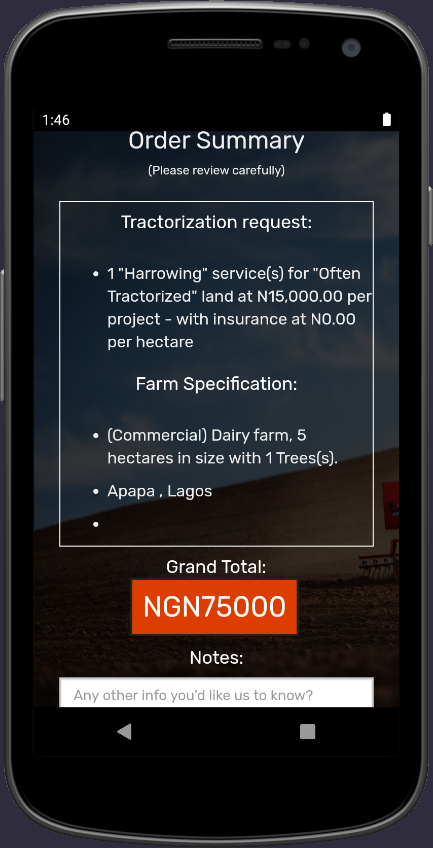 1:46
Order Summary
(Please review carefully)
Tractorization request:
1 "Harrowing" service(s) for "Often
Tractorized" land at N15,000.00 per
project - with insurance at N0.00
per hectare
Farm Specification:
(Commercial) Dairy farm, 5
hectares in size with 1 Trees(s).
Apapa , Lagos
Grand Total:
NGN75000
Notes:
Any other info you'd like us to know?